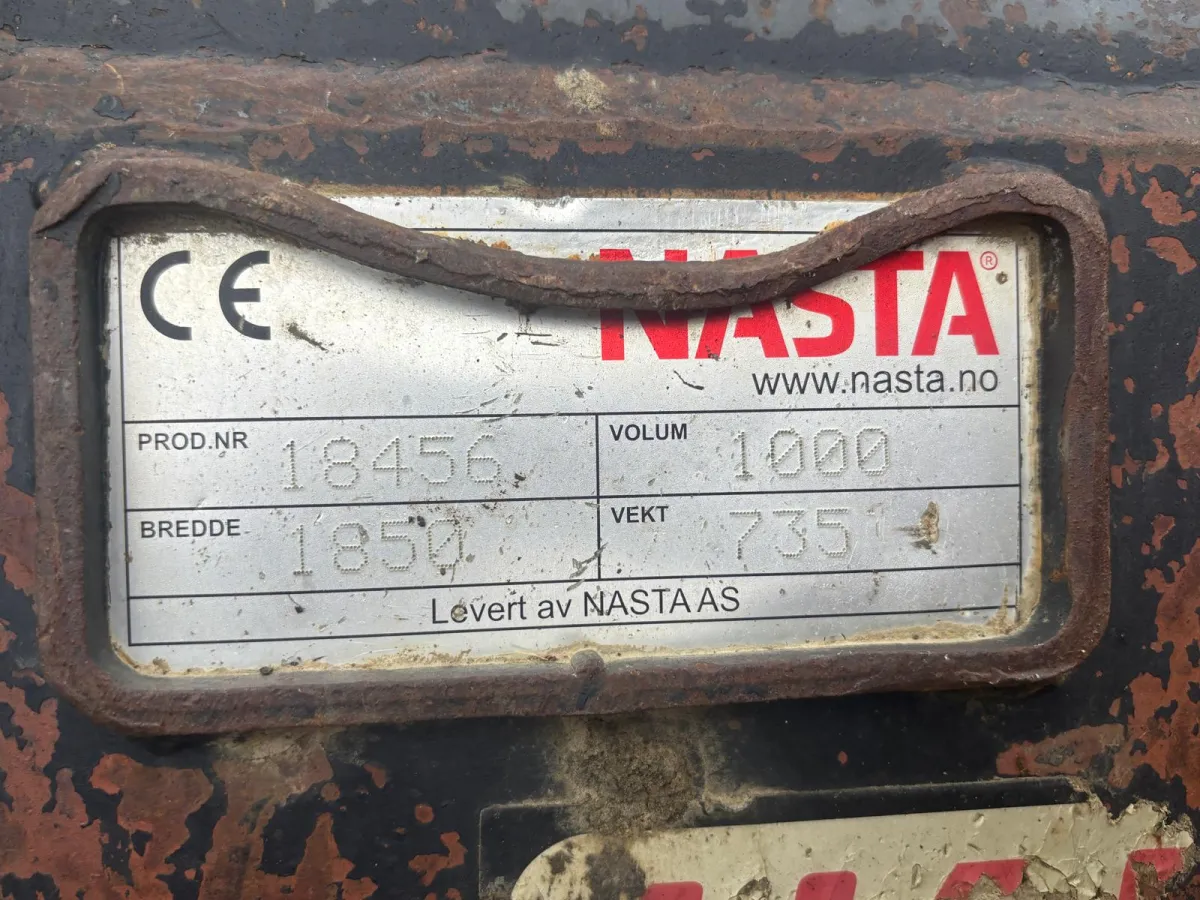 CE NASTA®
www.nasta.no
PROD.NR 18456 VOLUM 1000
BREDDE 1850 VEKT 735
Levert av NASTA AS